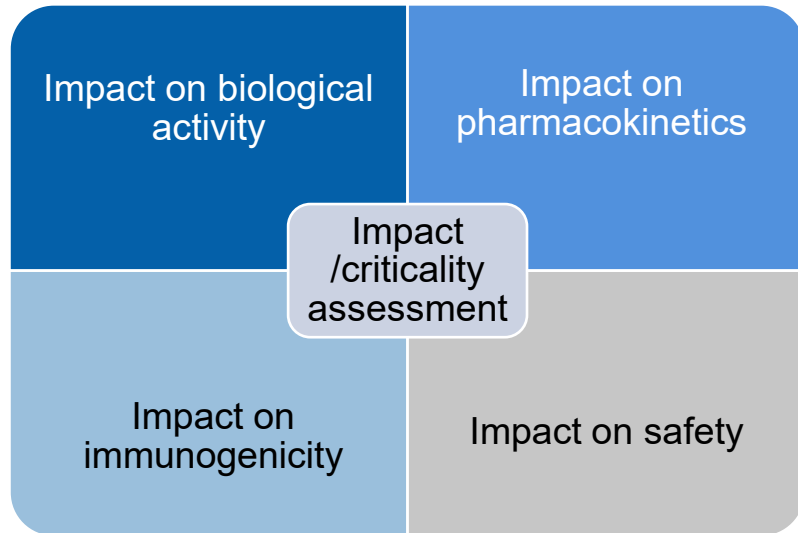 Impact on biological
activity
Impact on
pharmacokinetics
Impact
/criticality
assessment
Impact on
immunogenicity
Impact on safety